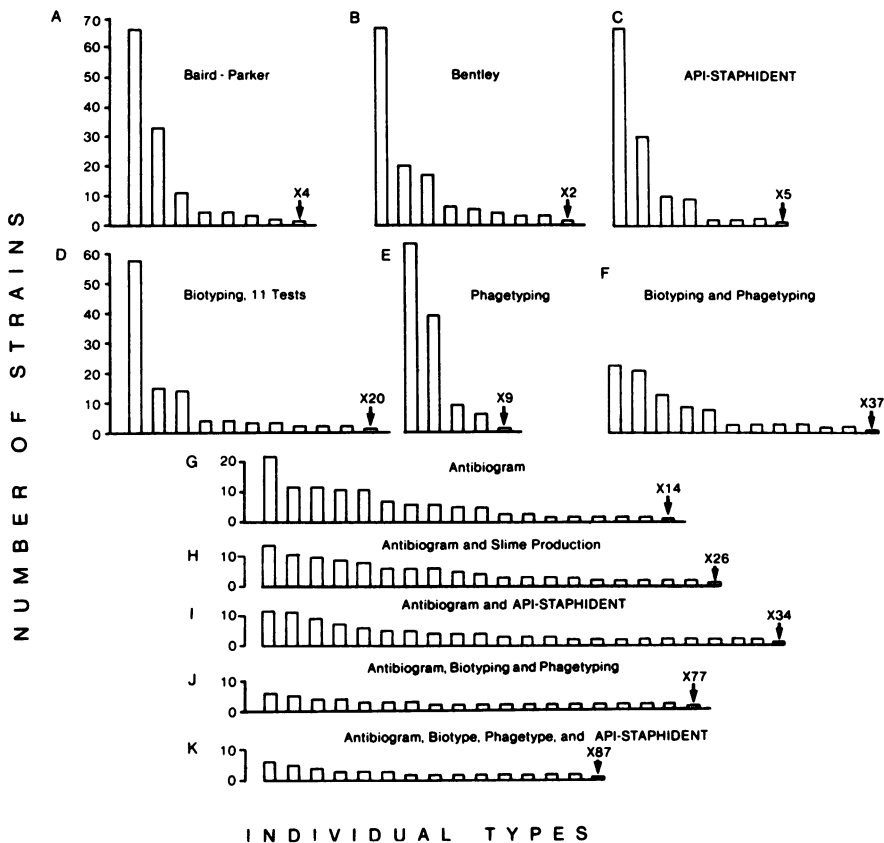 A
70
60
50
40
30
20
10
0
Baird - Parker
X4
B
Bentley
X2
C
API-STAPHIDENT
X5
D
60
50
40
30
20
10
0
Biotyping, 11 Tests
X20
E
Phagetyping
X9
F
Biotyping and Phagetyping
X37
G
20
10
0
Antibiogram
X14
H
10
0
Antibiogram and Slime Production
X26
I
10
0
Antibiogram and API-STAPHIDENT
X34
J
10
0
Antibiogram, Biotyping and Phagetyping
X77
K
10
0
Antibiogram, Biotype, Phagetype, and API-STAPHIDENT
X87
NUMBER OF STRAINS
INDIVIDUAL TYPES